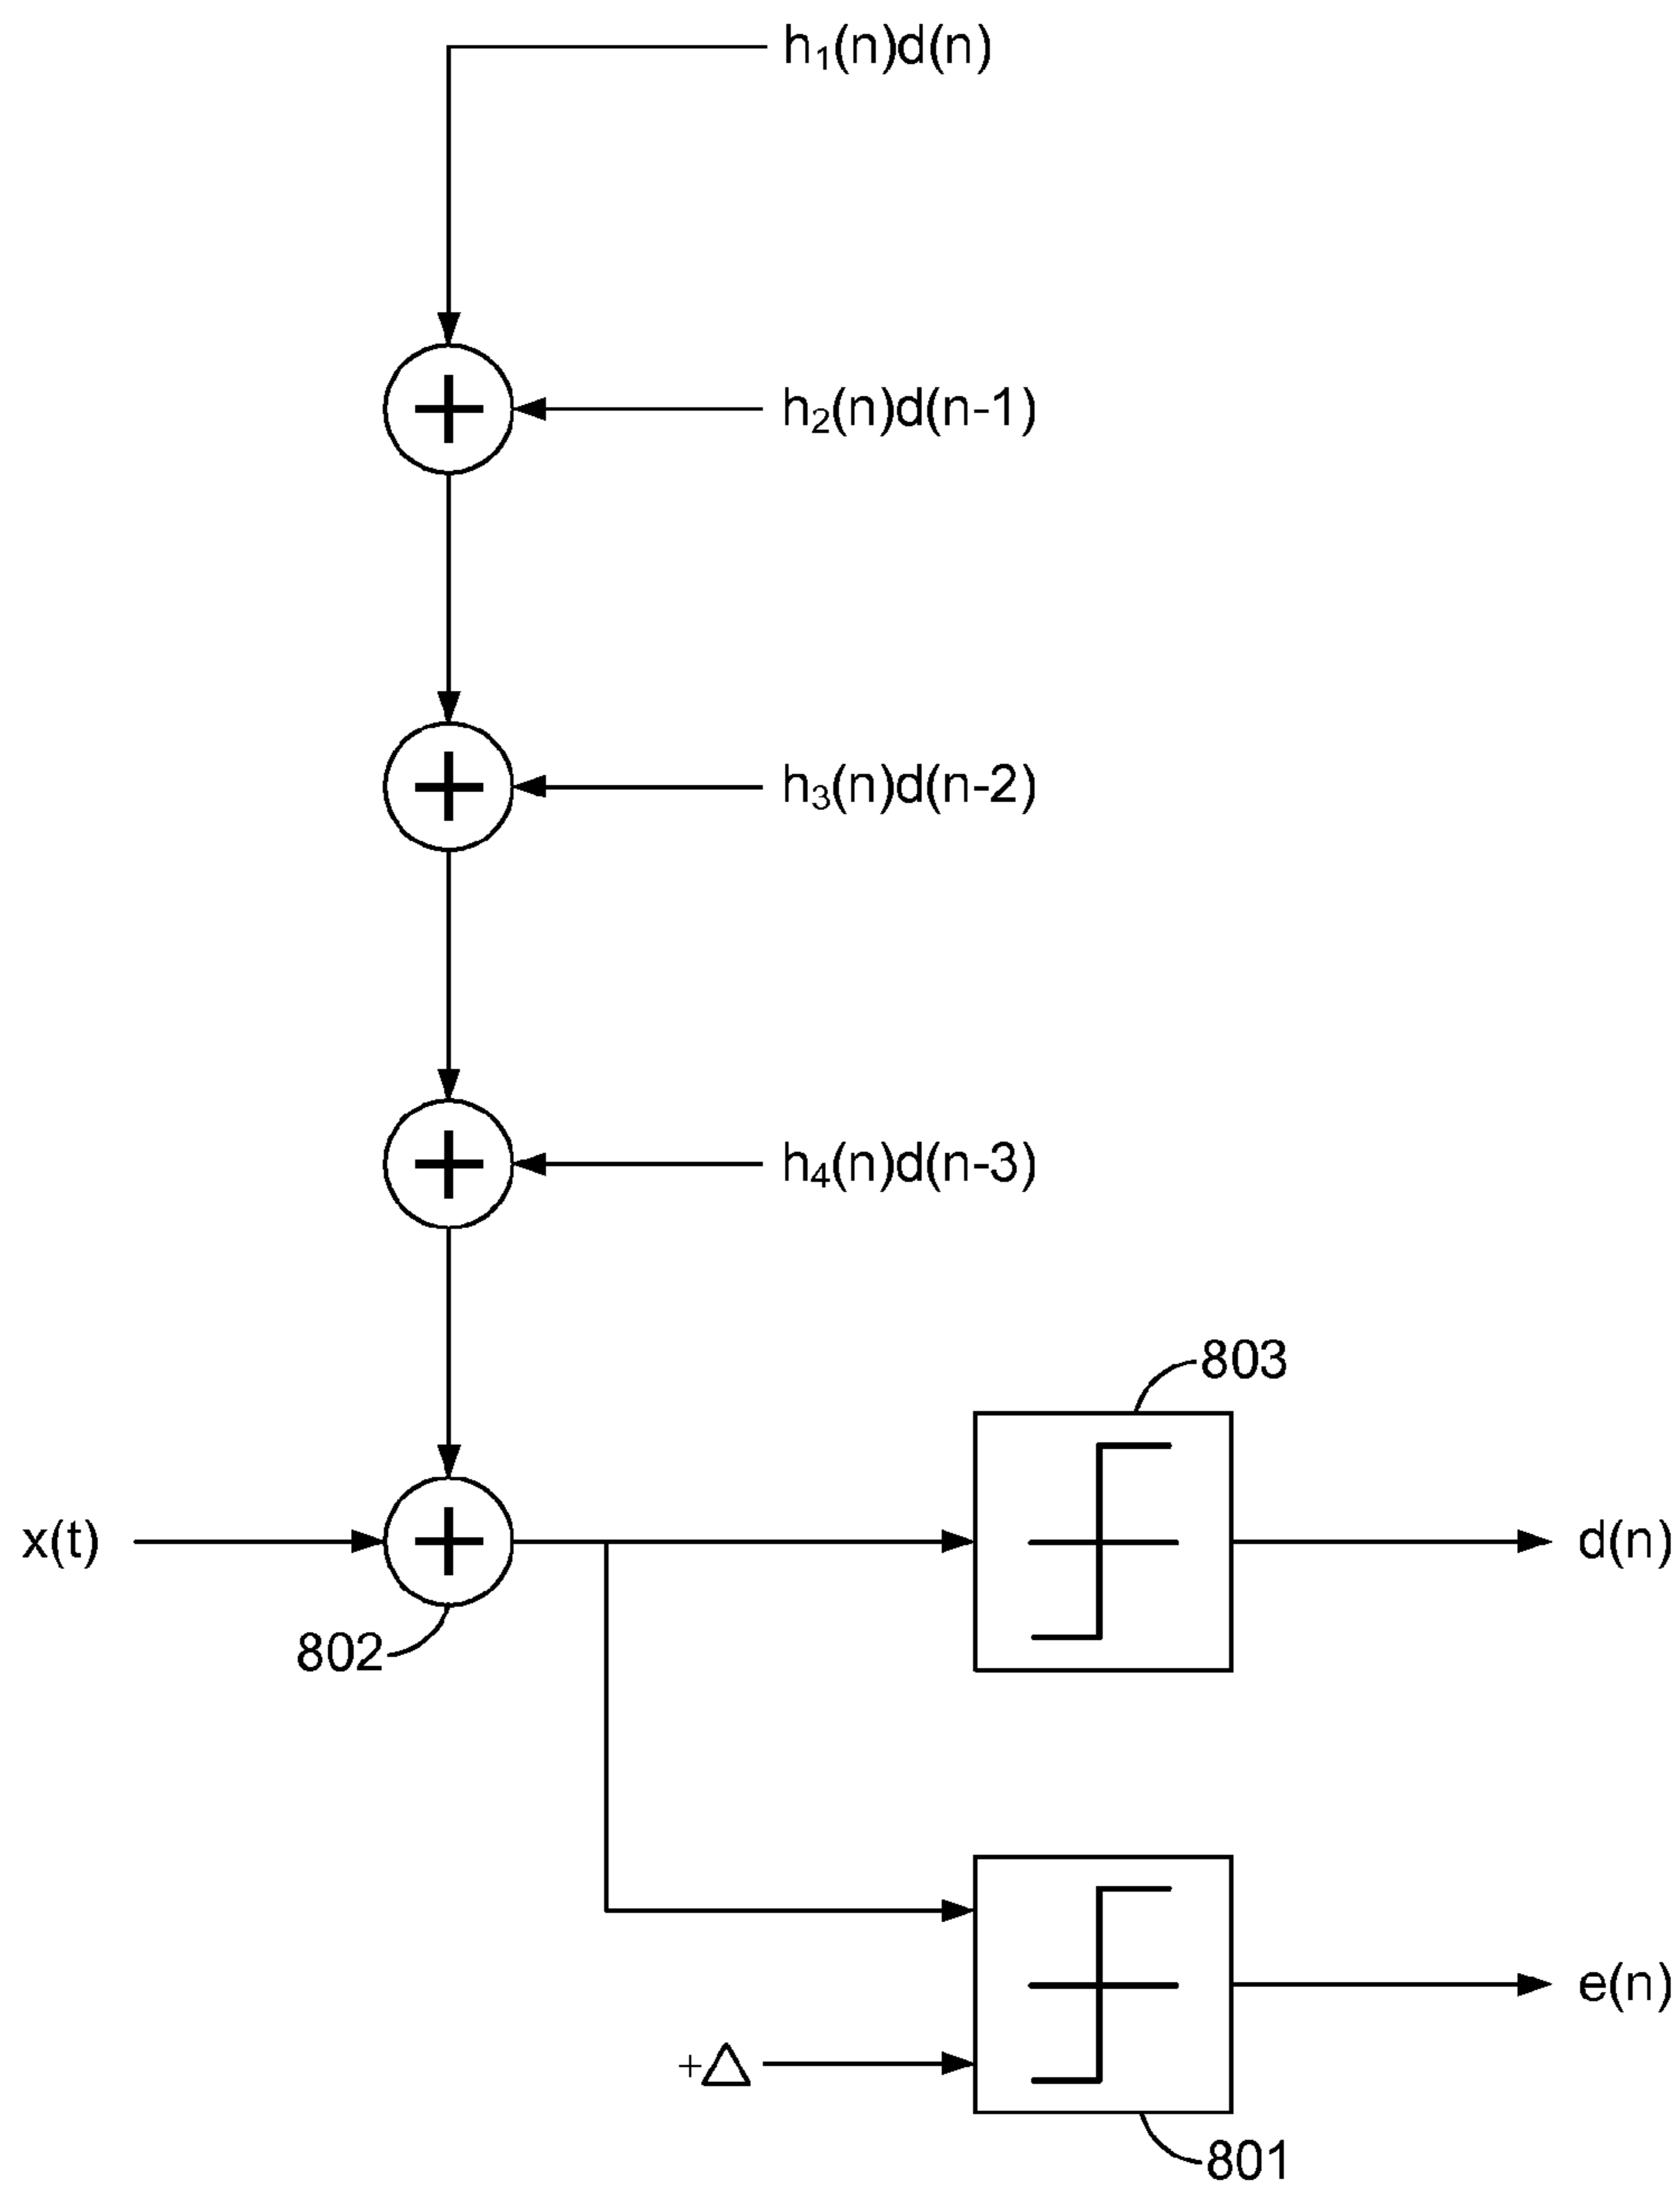 h₁(n)d(n)
h₂(n)d(n-1)
h₃(n)d(n-2)
h₄(n)d(n-3)
803
x(t)
d(n)
802
e(n)
+△
801